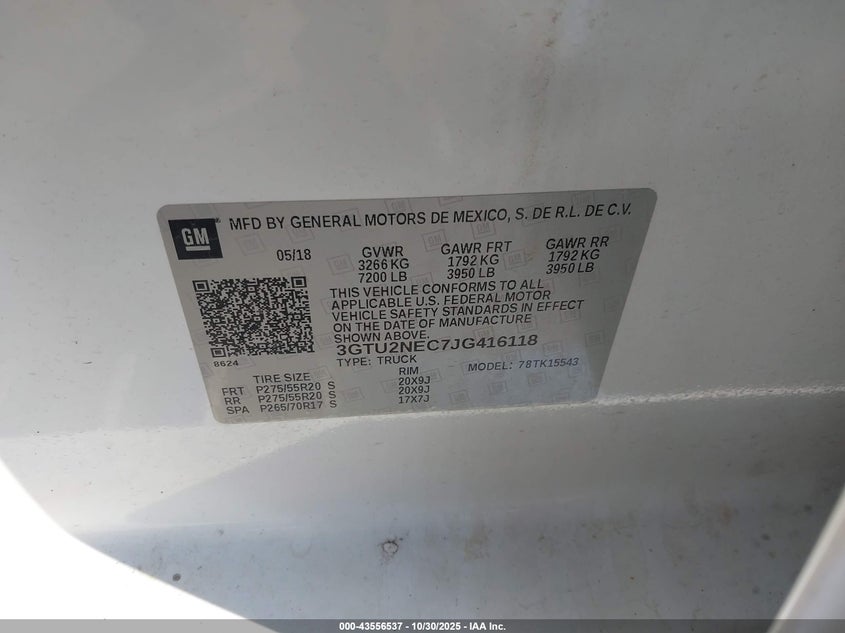 GM
MFD BY GENERAL MOTORS DE MEXICO, S. DE R.L. DE C.V.
05/18 GVWR GAWR FRT GAWR RR
3266 KG 1792 KG 1792 KG
7200 LB 3950 LB 3950 LB
THIS VEHICLE CONFORMS TO ALL
APPLICABLE U.S. FEDERAL MOTOR
VEHICLE SAFETY STANDARDS IN EFFECT
ON THE DATE OF MANUFACTURE
SHOWN ABOVE.
3GTU2NEC7JG416118
8624
TYPE: TRUCK MODEL: 78TK15543
TIRE SIZE RIM
FRT P275/55R20 S 20X9J
RR P275/55R20 S 20X9J
SPA P265/70R17 S 17X7J
000-43556537 - 10/30/2025 - IAA Inc.